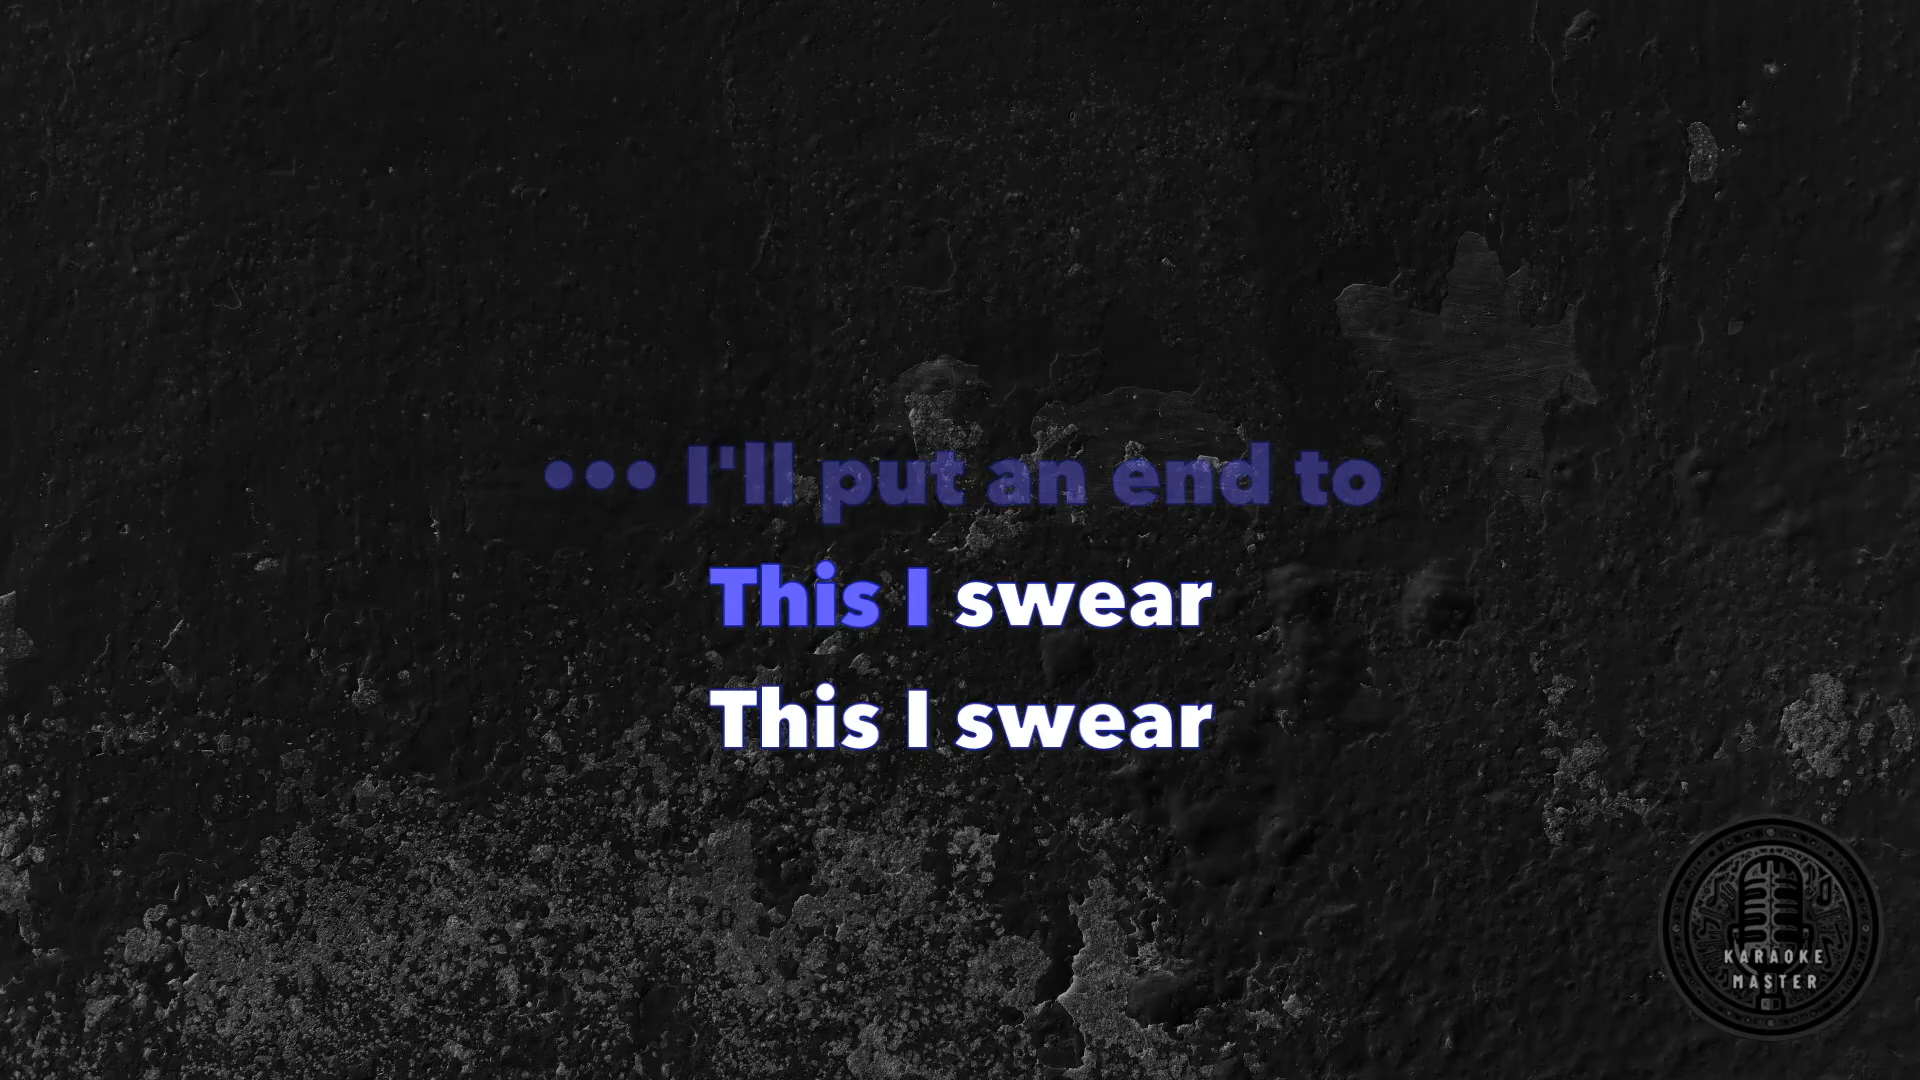 ••• I'll put an end to
This I swear
This I swear
KARAOKE
MASTER